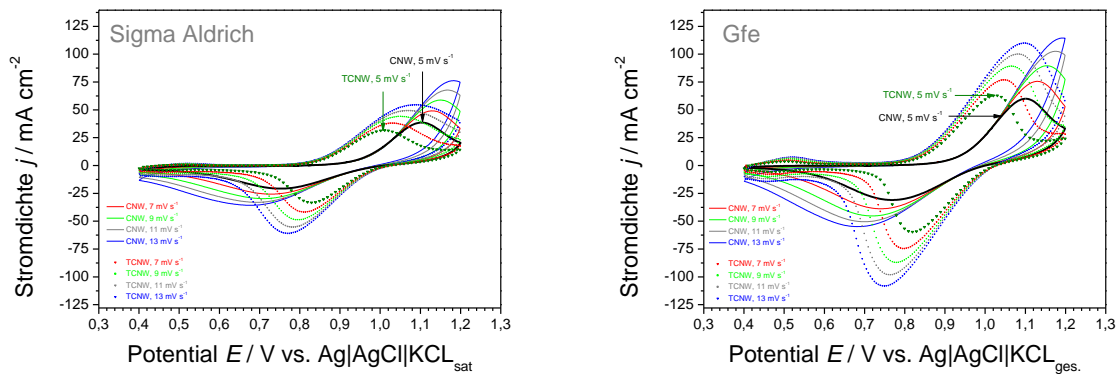 Sigma Aldrich
Stromdichte j / mA cm-2
125
100
75
50
25
0
-25
-50
-75
-100
-125
CNW, 5 mV s-1
TCNW, 5 mV s-1
CNW, 7 mV s-1
CNW, 9 mV s-1
CNW, 11 mV s-1
CNW, 13 mV s-1
TCNW, 7 mV s-1
TCNW, 9 mV s-1
TCNW, 11 mV s-1
TCNW, 13 mV s-1
0,3 0,4 0,5 0,6 0,7 0,8 0,9 1,0 1,1 1,2 1,3
Potential E / V vs. Ag|AgCl||KCLsat
Gfe
Stromdichte j / mA cm-2
125
100
75
50
25
0
-25
-50
-75
-100
-125
TCNW, 5 mV s-1
CNW, 5 mV s-1
CNW, 7 mV s-1
CNW, 9 mV s-1
CNW, 11 mV s-1
CNW, 13 mV s-1
TCNW, 7 mV s-1
TCNW, 9 mV s-1
TCNW, 11 mV s-1
TCNW, 13 mV s-1
0,3 0,4 0,5 0,6 0,7 0,8 0,9 1,0 1,1 1,2 1,3
Potential E / V vs. Ag|AgCl||KCLges.